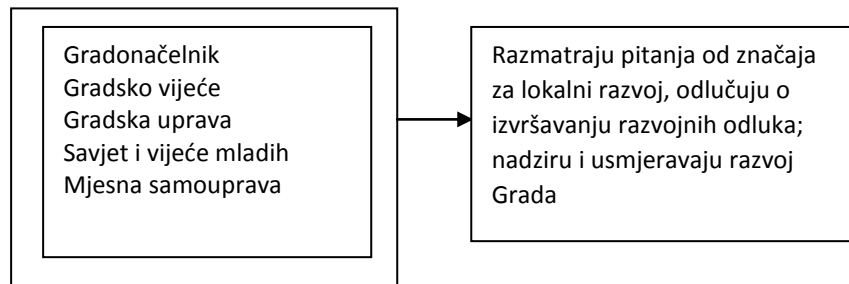 Gradonačelnik
Gradsko vijeće
Gradska uprava
Savjet i vijeće mladih
Mjesna samouprava
Razmatraju pitanja od značaja
za lokalni razvoj, odlučuju o
izvršavanju razvojnih odluka;
nadziru i usmjeravaju razvoj
Grada